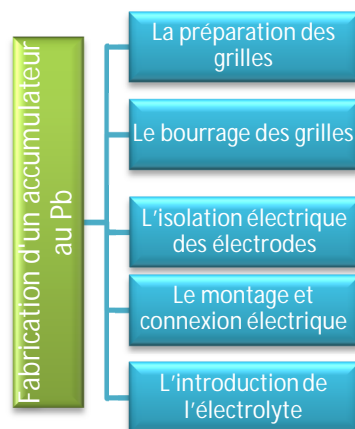 Fabrication d'un accumulateur
au Pb
La préparation des
grilles
Le bourrage des grilles
L'isolation électrique
des électrodes
Le montage et
connexion électrique
L'introduction de
l'électrolyte